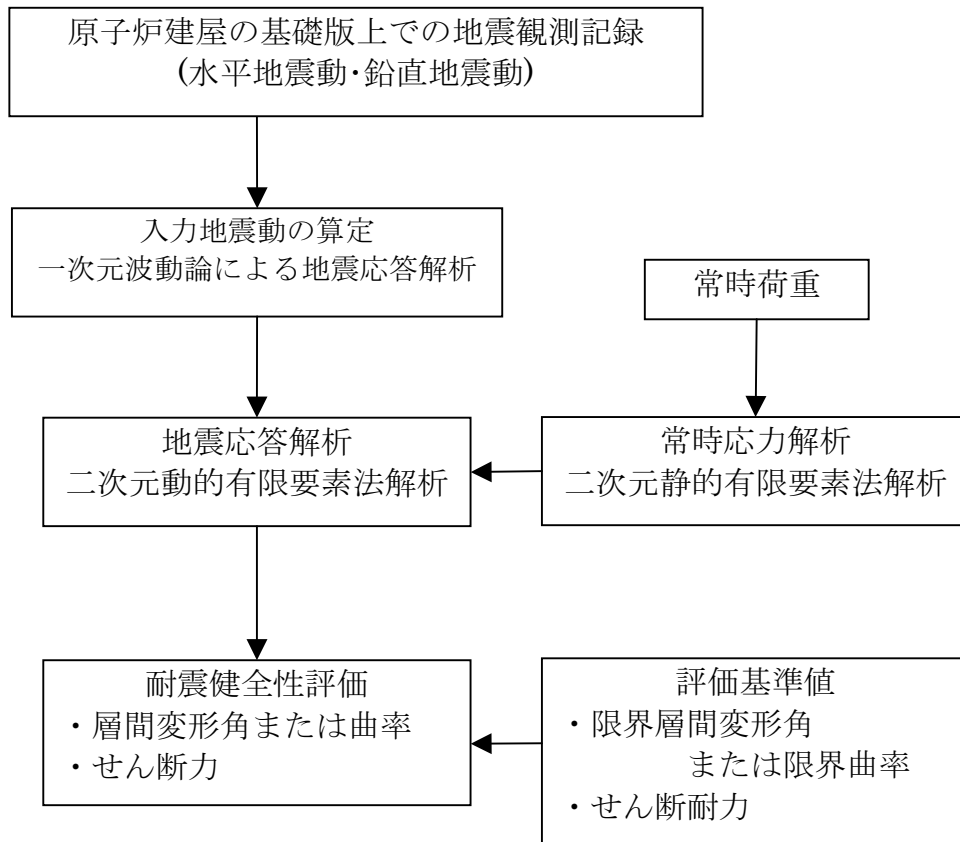 原子炉建屋の基礎版上での地震観測記録
(水平地震動･鉛直地震動)
入力地震動の算定
一次元波動論による地震応答解析
常時荷重
地震応答解析
二次元動的有限要素法解析
常時応力解析
二次元静的有限要素法解析
耐震健全性評価
・層間変形角または曲率
・せん断力
評価基準値
・限界層間変形角
または限界曲率
・せん断耐力